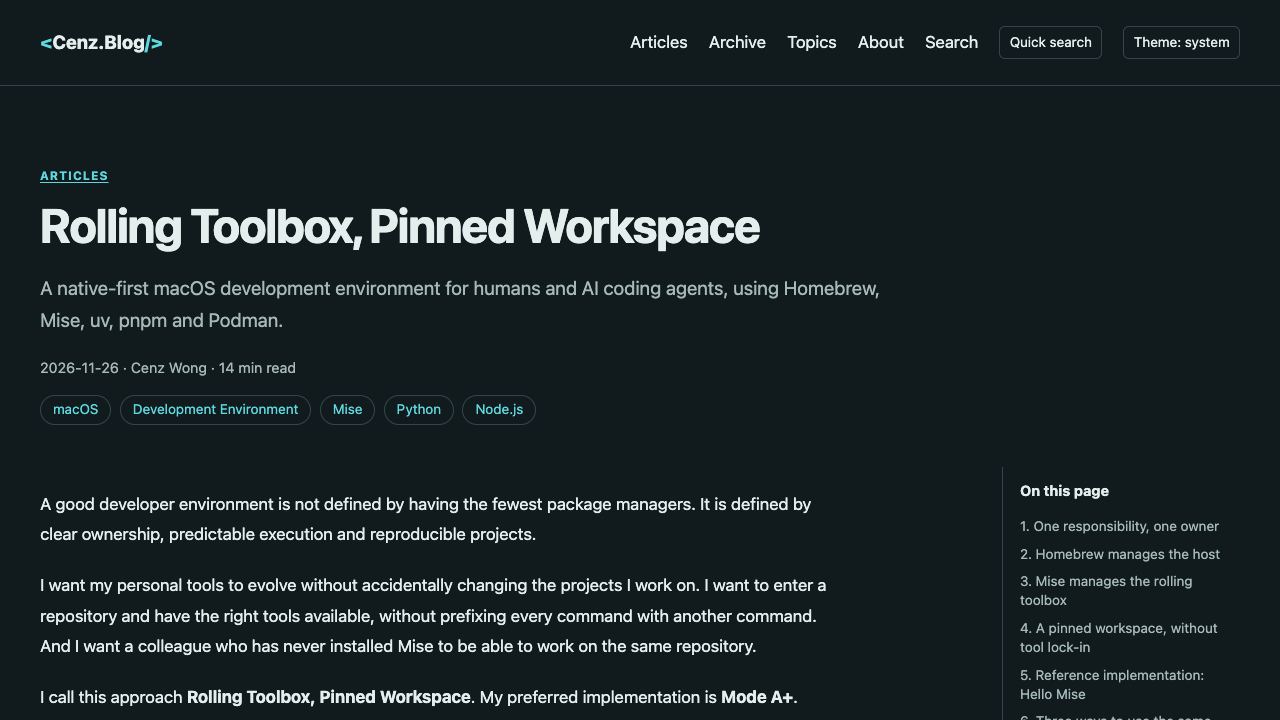 <Cenz.Blog/>
Articles Archive Topics About Search Quick search Theme: system
ARTICLES
Rolling Toolbox, Pinned Workspace
A native-first macOS development environment for humans and AI coding agents, using Homebrew,
Mise, uv, pnpm and Podman.
2026-11-26 · Cenz Wong · 14 min read
macOS Development Environment Mise Python Node.js
A good developer environment is not defined by having the fewest package managers. It is defined by
clear ownership, predictable execution and reproducible projects.
I want my personal tools to evolve without accidentally changing the projects I work on. I want to enter a
repository and have the right tools available, without prefixing every command with another command.
And I want a colleague who has never installed Mise to be able to work on the same repository.
I call this approach Rolling Toolbox, Pinned Workspace. My preferred implementation is Mode A+.
On this page
1. One responsibility, one owner
2. Homebrew manages the host
3. Mise manages the rolling
toolbox
4. A pinned workspace, without
tool lock-in
5. Reference implementation:
Hello Mise
6. Three ways to use the same